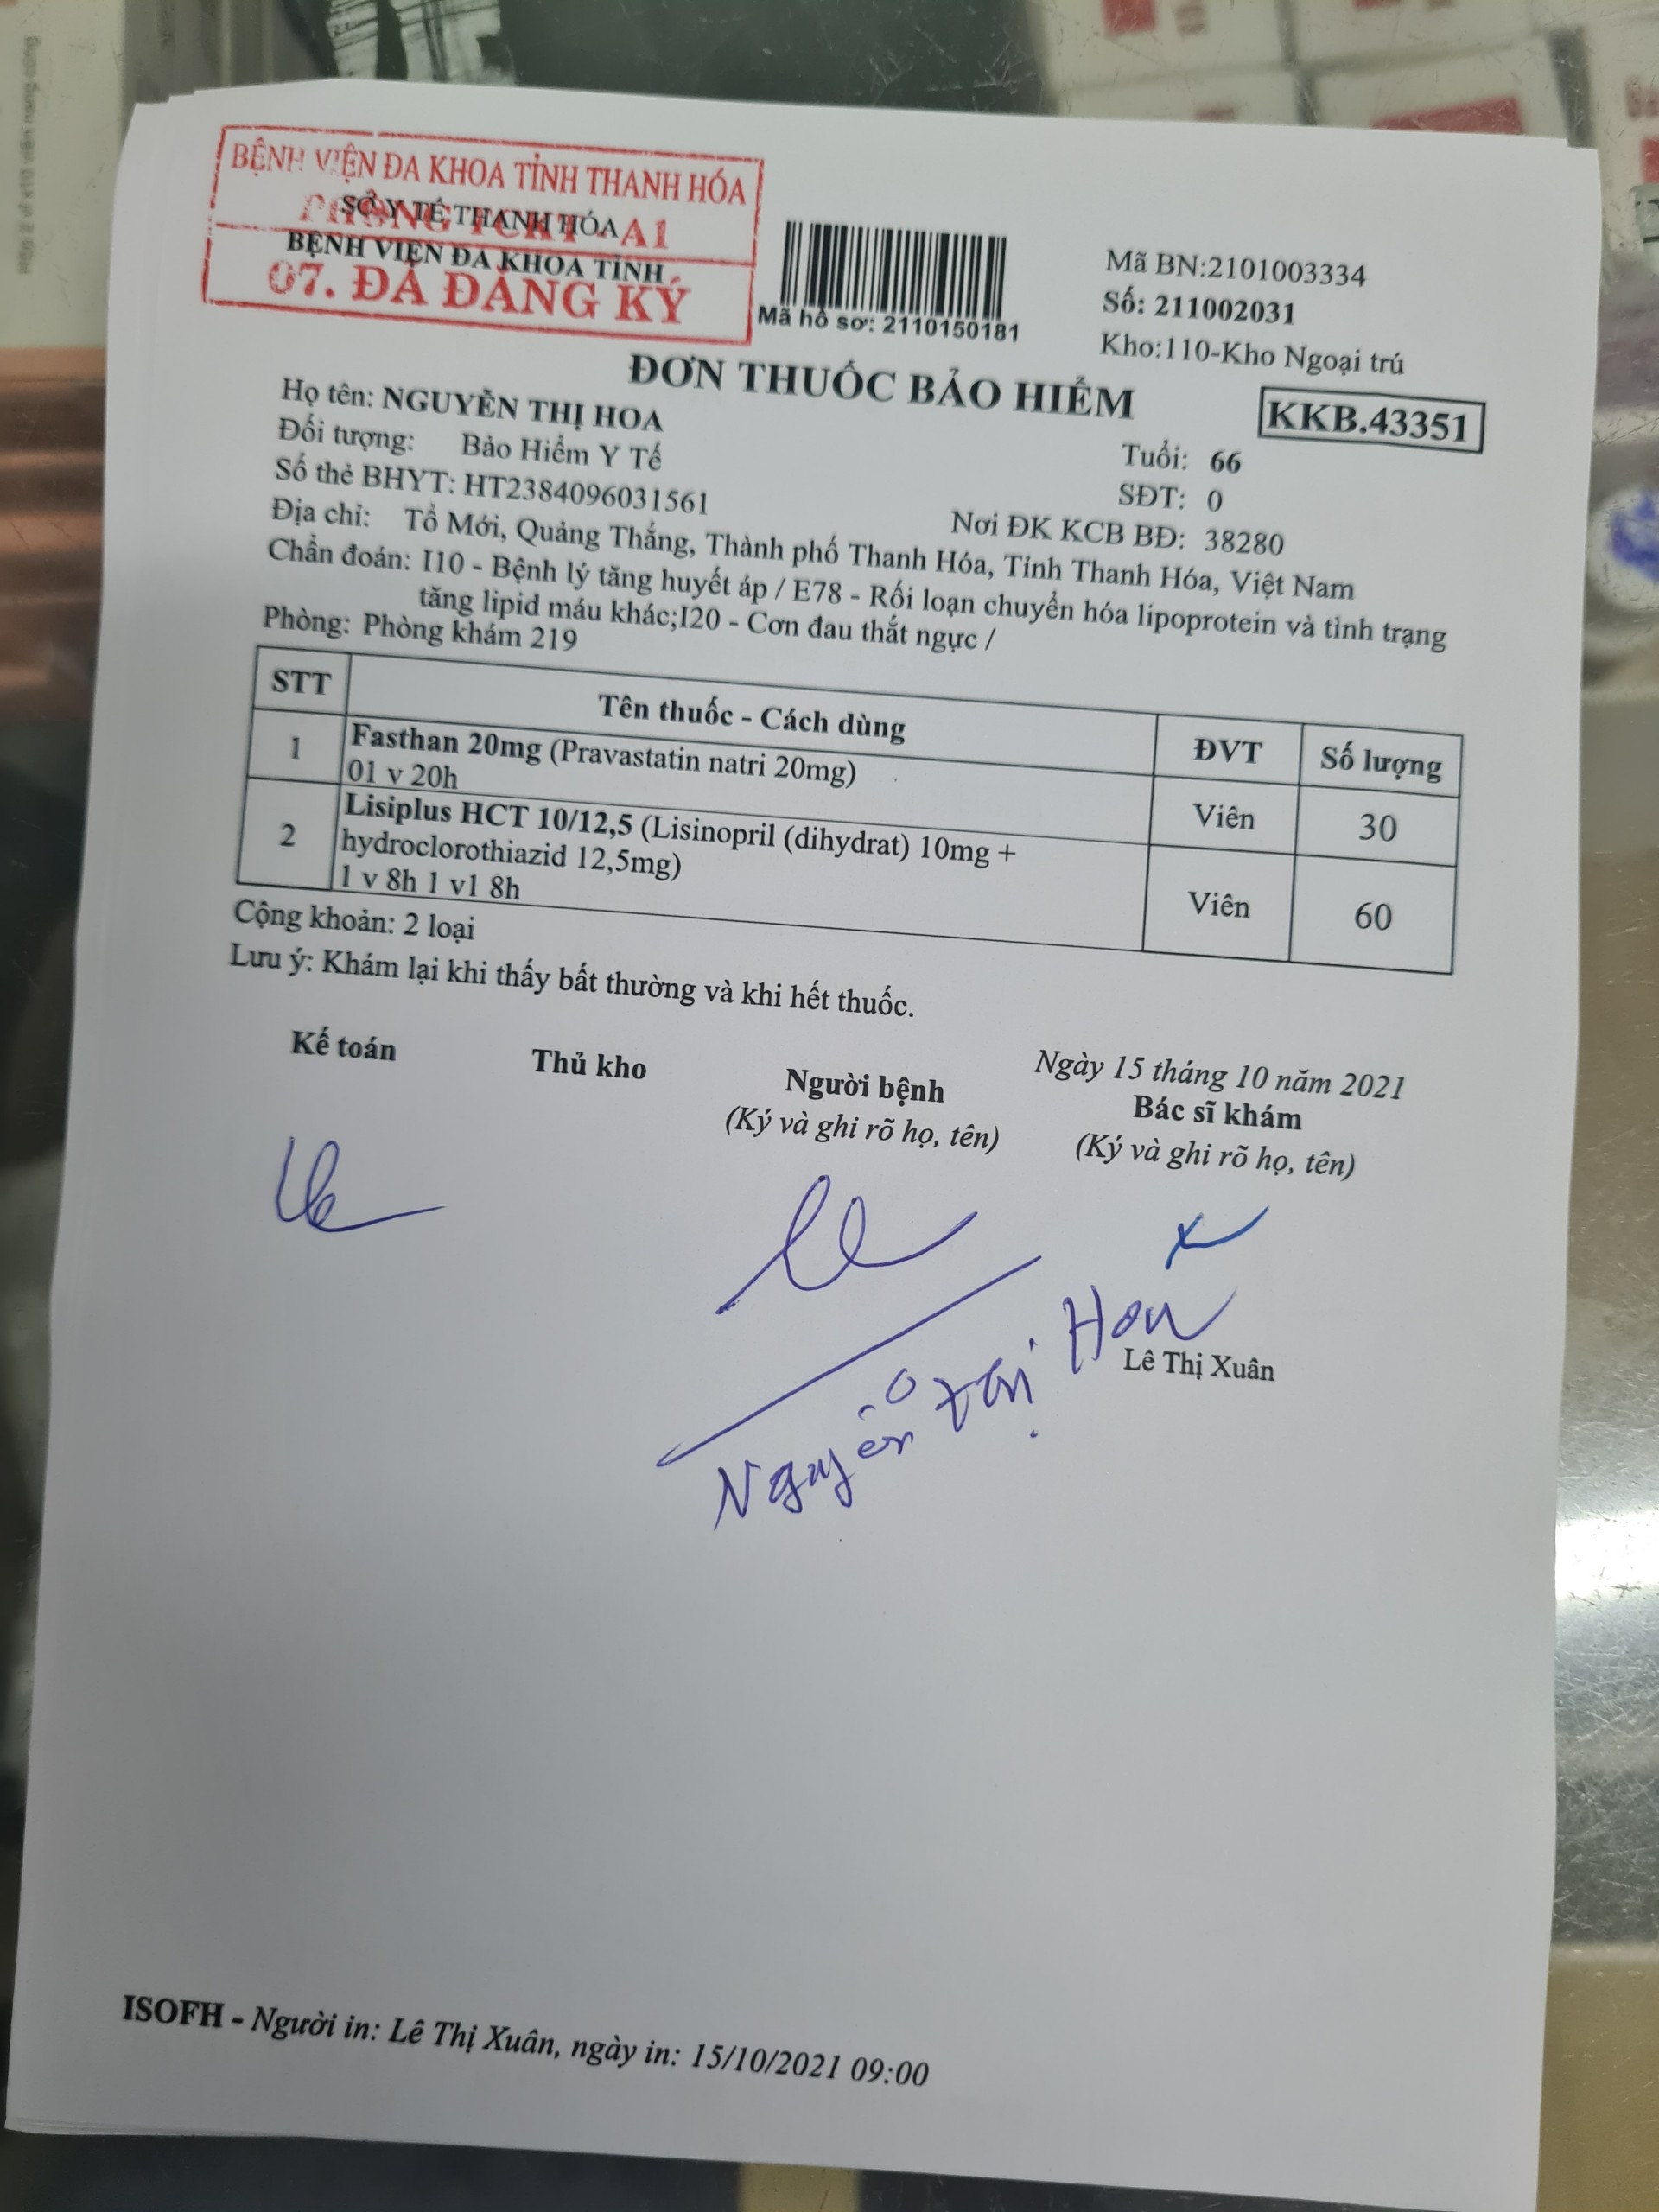 BỆNH VIỆN ĐA KHOA TỈNH THANH HÓA
PHÒNG TCKT - A1
07. ĐÃ ĐĂNG KÝ
SỞ Y TẾ THANH HÓA
BỆNH VIỆN ĐA KHOA TỈNH
Mã hồ sơ: 2110150181
Mã BN:2101003334
Số: 211002031
Kho:110-Kho Ngoại trú
ĐƠN THUỐC BẢO HIỂM
KKB.43351
Họ tên: NGUYỄN THỊ HOA
Tuổi: 66
Đối tượng: Bảo Hiểm Y Tế
SĐT: 0
Số thẻ BHYT: HT2384096031561
Nơi ĐK KCB BĐ: 38280
Địa chỉ: Tổ Mới, Quảng Thắng, Thành phố Thanh Hóa, Tỉnh Thanh Hóa, Việt Nam
Chẩn đoán: I10 - Bệnh lý tăng huyết áp / E78 - Rối loạn chuyển hóa lipoprotein và tình trạng
tăng lipid máu khác;I20 - Cơn đau thắt ngực /
Phòng: Phòng khám 219
STT Tên thuốc - Cách dùng ĐVT Số lượng
1 Fasthan 20mg (Pravastatin natri 20mg) Viên 30
01 v 20h
2 Lisiplus HCT 10/12,5 (Lisinopril (dihydrat) 10mg + Viên 60
hydroclorothiazid 12,5mg)
1 v 8h 1 v1 8h
Cộng khoản: 2 loại
Lưu ý: Khám lại khi thấy bất thường và khi hết thuốc.
Ngày 15 tháng 10 năm 2021
Kế toán Thủ kho Người bệnh Bác sĩ khám
(Ký và ghi rõ họ, tên) (Ký và ghi rõ họ, tên)
Nguyễn Thị Hoa
Lê Thị Xuân
ISOFH - Người in: Lê Thị Xuân, ngày in: 15/10/2021 09:00